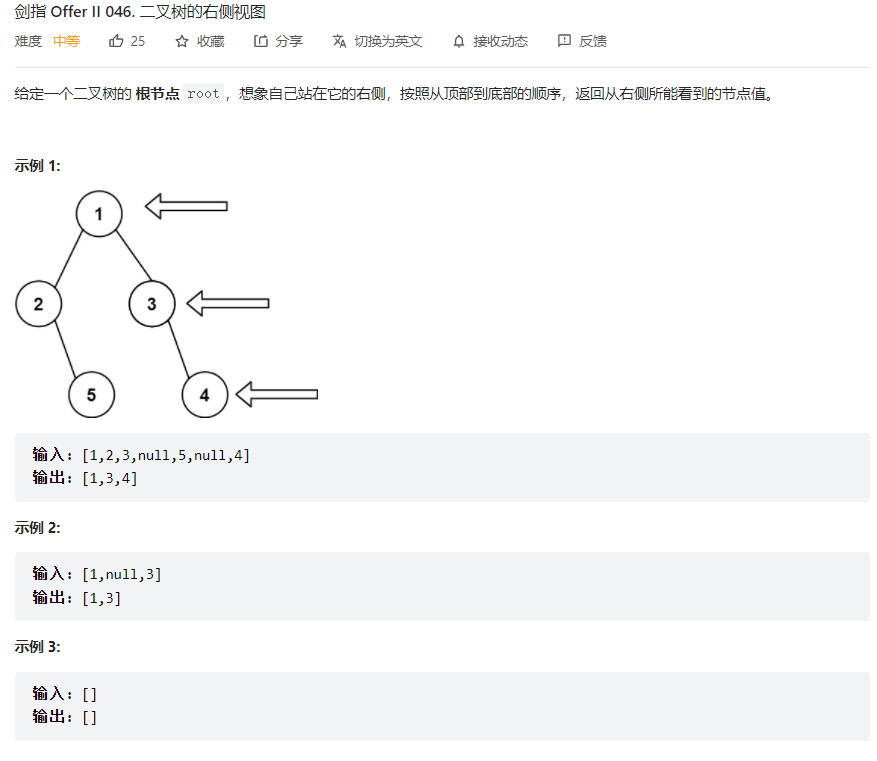 剑指 Offer II 046. 二叉树的右侧视图
难度 中等 25 收藏 分享 切换为英文 接收动态 反馈
给定一个二叉树的 根节点 root ，想象自己站在它的右侧，按照从顶部到底部的顺序，返回从右侧所能看到的节点值。
示例 1:
1
2 3
5 4
输入: [1,2,3,null,5,null,4]
输出: [1,3,4]
示例 2:
输入: [1,null,3]
输出: [1,3]
示例 3:
输入: []
输出: []